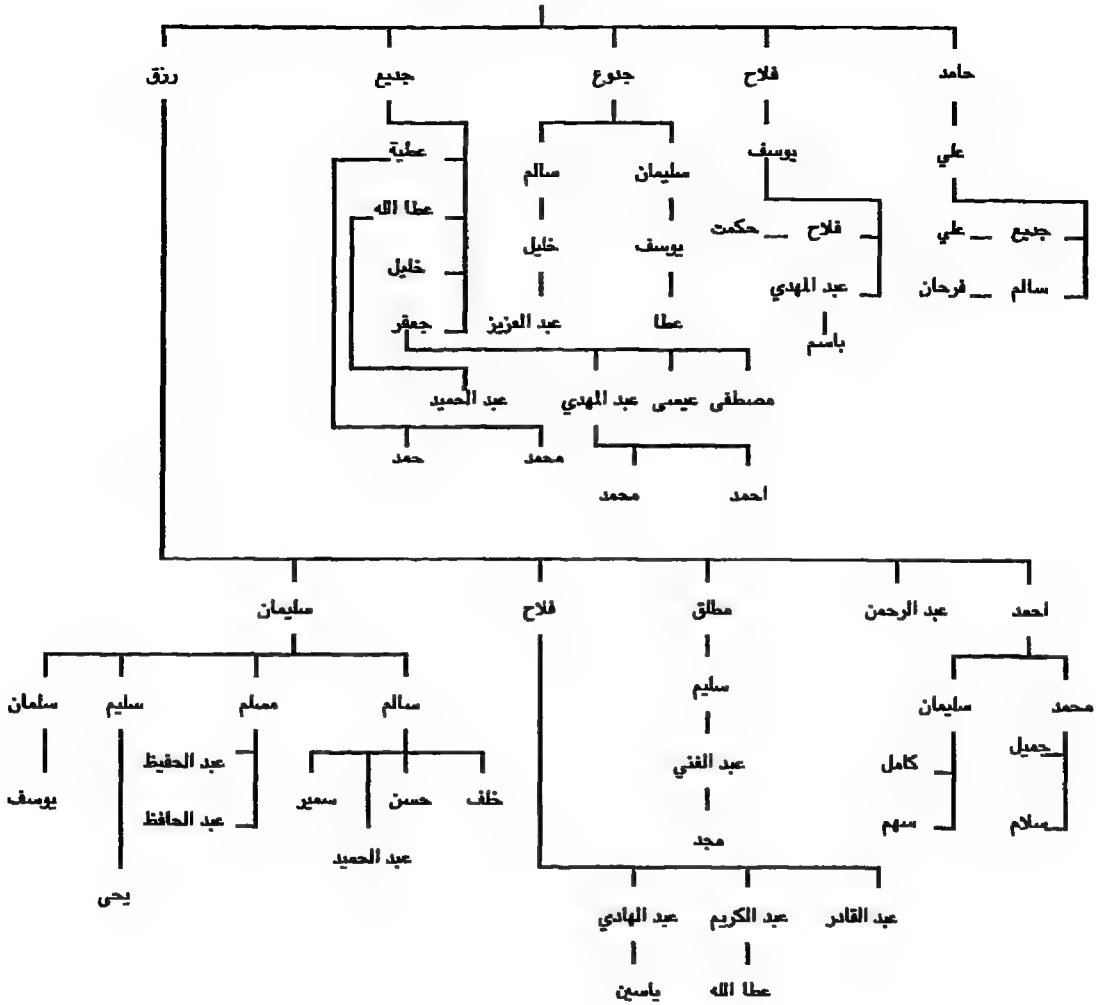 حامد فلاح جدوع جديع رزق
علي يوسف سليمان سالم عطية
عطا الله
جديع علي فلاح حكمت يوسف خليل خليل
سالم فرحان عبد المهدي عطا عبد العزيز جعفر
باسم
مصطفى عيسى عبد المهدي عبد الحميد
محمد حمد
احمد محمد
احمد عبد الرحمن مطلق فلاح سليمان
محمد سليمان سليم سالم مسلم سليم سلمان
جميل كامل عبد الغني خلف حسن سمير عبد الحفيظ يوسف
سلام سهم مجد عبد الحميد عبد الحافظ
يحى
عبد القادر عبد الكريم عبد الهادي
عطا الله ياسين